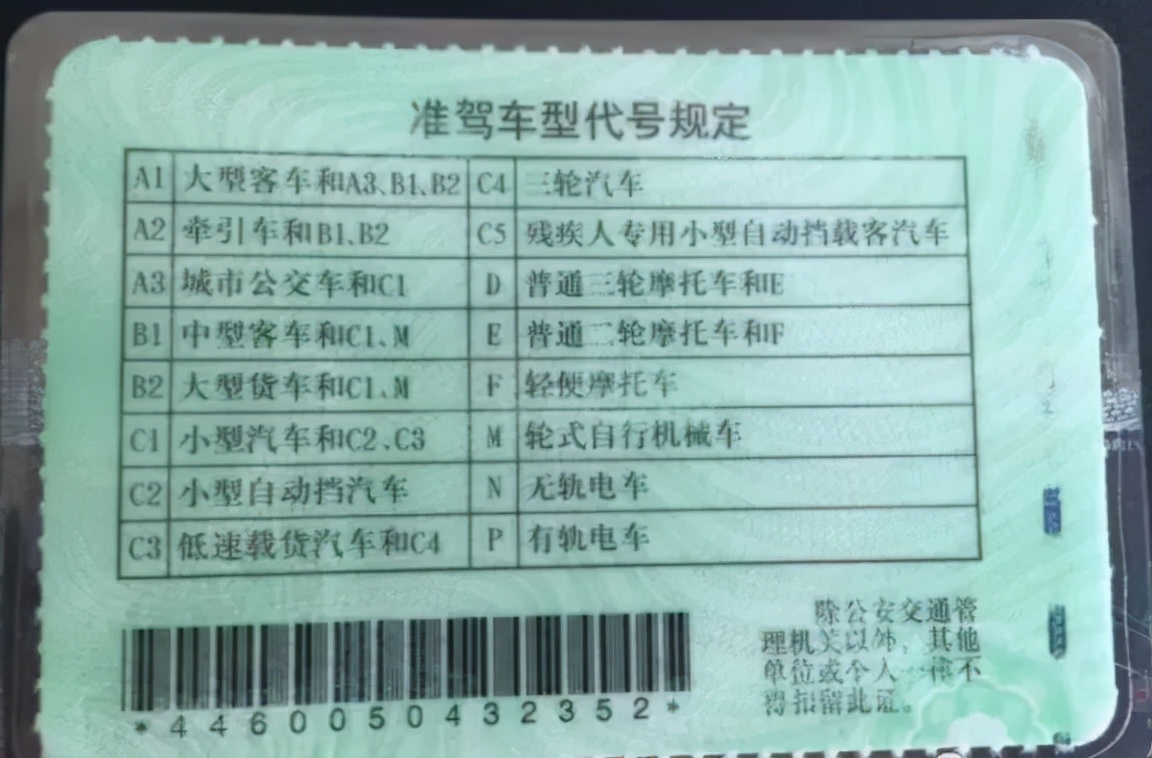 准驾车型代号规定
A1 大型客车和A3、B1、B2 C4 三轮汽车
A2 牵引车和B1、B2 C5 残疾人专用小型自动挡载客汽车
A3 城市公交车和C1 D 普通三轮摩托车和E
B1 中型客车和C1、M E 普通二轮摩托车和F
B2 大型货车和C1、M F 轻便摩托车
C1 小型汽车和C2、C3 M 轮式自行机械车
C2 小型自动挡汽车 N 无轨电车
C3 低速载货汽车和C4 P 有轨电车
除公安交通管
理机关以外，其他
单位或个人一律不
得扣留此证。
*4460050432352*